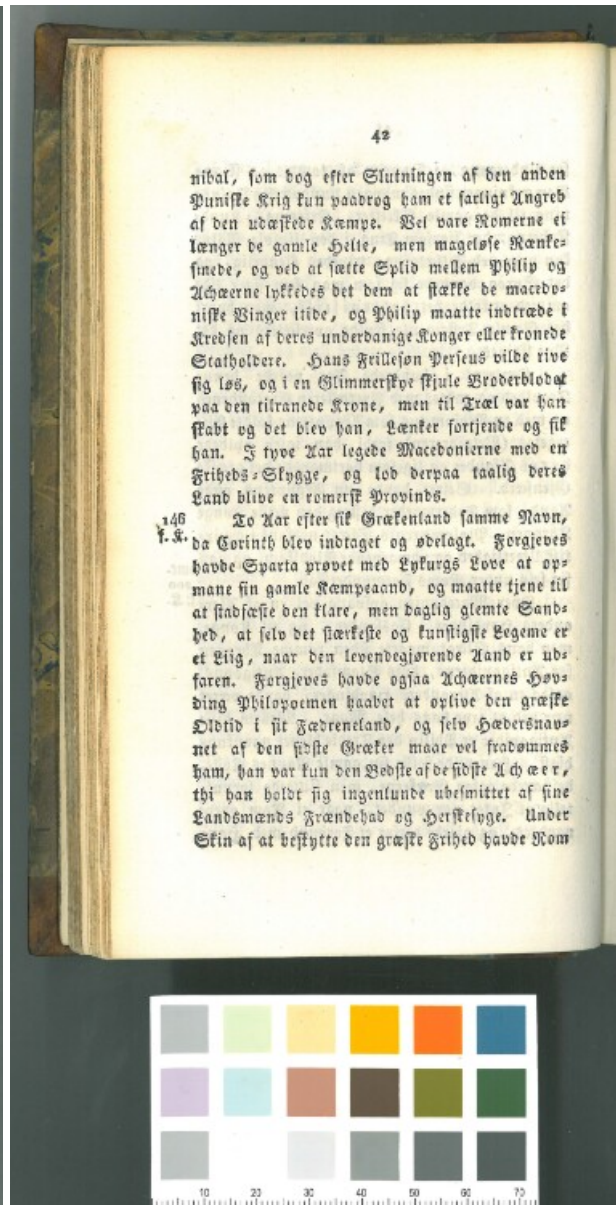 42
nibal, som dog efter Slutningen af den anden
Puniske Krig kun paadrog ham et farligt Angreb
af den udæskede Kæmpe. Vel vare Romerne ei
længer de gamle Helte, men mageløse Rænke-
smede, og ved at sætte Splid mellem Philip og
Achæerne lykkedes det dem at stække de macedo-
niske Vinger itide, og Philip maatte indtræde i
Kredsen af deres underdanige Konger eller kronede
Statholdere. Hans Frillesøn Perseus vilde rive
sig løs, og i en Glimmerskye skjule Broderblodet
paa den tilranede Krone, men til Træl var han
skabt og det blev han, Lænker fortjende og fik
han. I tyve Aar legede Macedonierne med en
Friheds-Skygge, og lod derpaa taalig deres
Land blive en romersk Provinds.
146 To Aar efter fik Grækenland samme Navn,
f. K. da Corinth blev indtaget og ødelagt. Forgjeves
havde Sparta prøvet med Lykurgs Love at op-
mane sin gamle Kæmpeaand, og maatte tjene til
at stadfæste den klare, men daglig glemte Sand-
hed, at selv det stærkeste og kunstigste Legeme er
et Liig, naar den levendegjørende Aand er ud-
faren. Forgjeves havde ogsaa Achæernes Høv-
ding Philopoemen haabet at oplive den græske
Oldtid i sit Fædreneland, og selv Hædersnav-
net af den sidste Græker maae vel fradømmes
ham, han var kun den Bedste af de sidste Achæer,
thi han holdt sig ingenlunde ubesmittet af sine
Landsmænds Frændehad og Herskesyge. Under
Skin af at beskytte den græske Frihed havde Rom
10 20 30 40 50 60 70